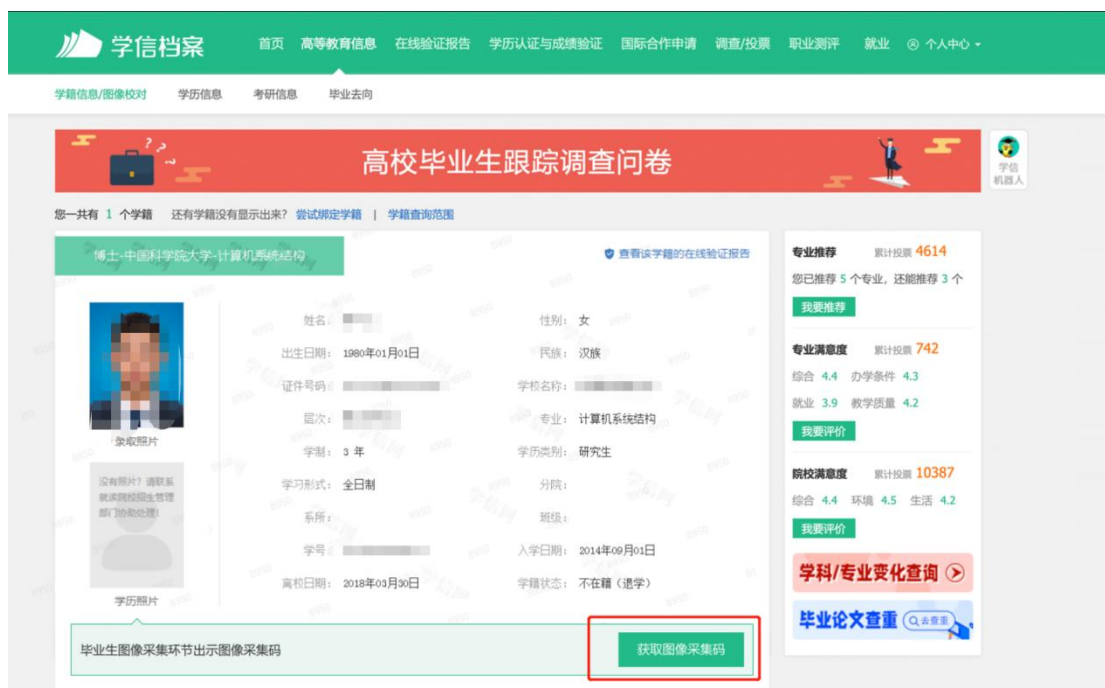 学信档案 首页 高等教育信息 在线验证报告 学历认证与成绩验证 国际合作申请 调查/投票 职业测评 就业 个人中心
学籍信息/图像校对 学历信息 考研信息 毕业去向
高校毕业生跟踪调查问卷
学信
机器人
您一共有 1 个学籍 还有学籍没有显示出来? 尝试绑定学籍 | 学籍查询范围
博士-中国科学院大学-计算机系统结构
查看该学籍的在线验证报告
姓名: 性别: 女
出生日期: 1980年01月01日 民族: 汉族
证件号码: 学校名称:
层次: 专业: 计算机系统结构
学制: 3 年 学历类别: 研究生
学习形式: 全日制 分院:
系所: 班级:
学号: 入学日期: 2014年09月01日
离校日期: 2018年03月30日 学籍状态: 不在籍(退学)
录取照片
没有照片? 请联系
就读院校招生管理
部门协助处理!
学历照片
毕业生图像采集环节出示图像采集码
获取图像采集码
专业推荐 累计投票 4614
您已推荐 5 个专业, 还能推荐 3 个
我要推荐
专业满意度 累计投票 742
综合 4.4 办学条件 4.3
就业 3.9 教学质量 4.2
我要评价
院校满意度 累计投票 10387
综合 4.4 环境 4.5 生活 4.2
我要评价
学科/专业变化查询
毕业论文查重 去查重